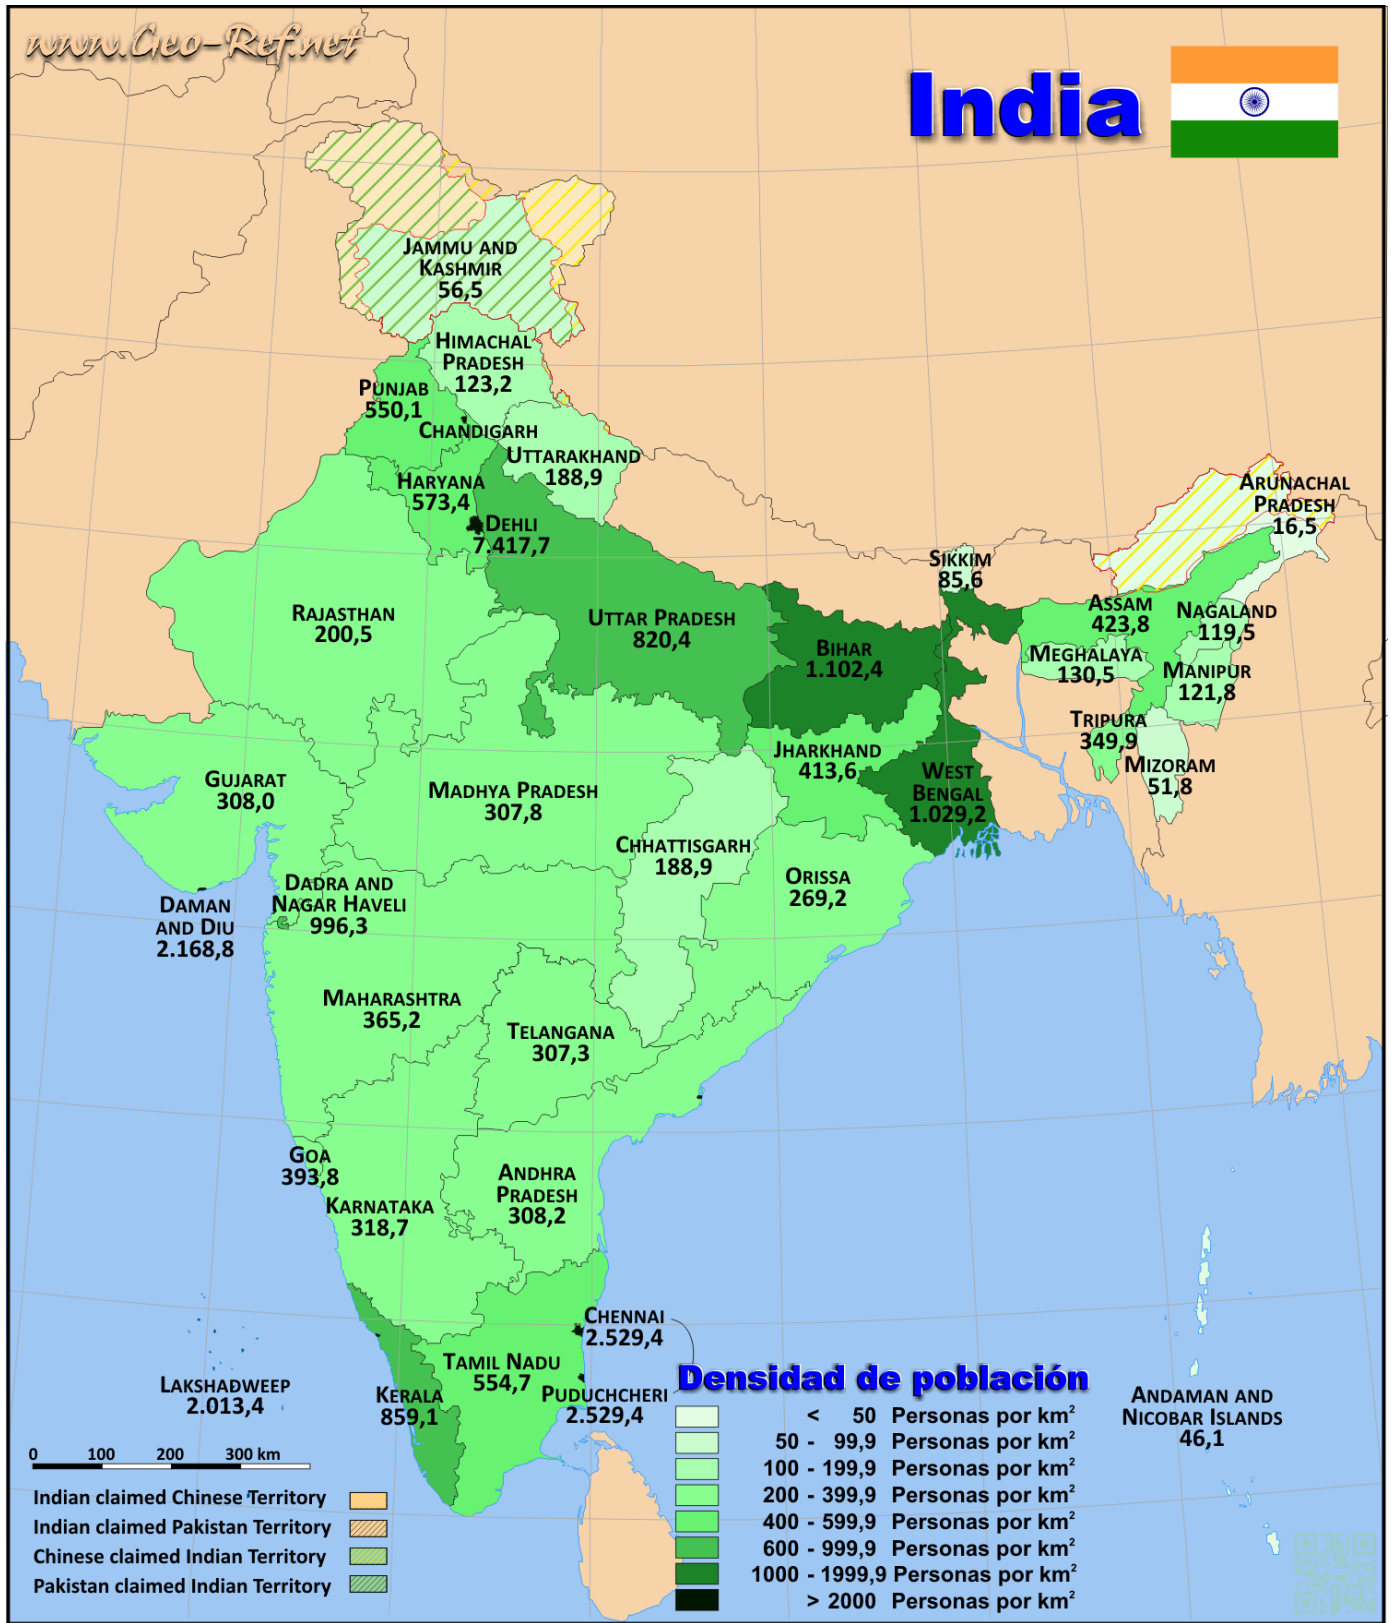 www.Geo-Ref.net
India
Jammu and
Kashmir
56,5
Himachal
Pradesh
123,2
Punjab
550,1
Chandigarh
Uttarakhand
188,9
Haryana
573,4
Dehli
7.417,7
Arunachal
Pradesh
16,5
Sikkim
85,6
Rajasthan
200,5
Uttar Pradesh
820,4
Bihar
1.102,4
Assam
423,8
Nagaland
119,5
Meghalaya
130,5
Manipur
121,8
Tripura
349,9
Mizoram
51,8
Gujarat
308,0
Madhya Pradesh
307,8
Jharkhand
413,6
West
Bengal
1.029,2
Chhattisgarh
188,9
Orissa
269,2
Daman
and Diu
2.168,8
Dadra and
Nagar Haveli
996,3
Maharashtra
365,2
Telangana
307,3
Goa
393,8
Karnataka
318,7
Andhra
Pradesh
308,2
Chennai
2.529,4
Tamil Nadu
554,7
Puduchcheri
2.529,4
Kerala
859,1
Lakshadweep
2.013,4
Andaman and
Nicobar Islands
46,1
0 100 200 300 km
Indian claimed Chinese Territory
Indian claimed Pakistan Territory
Chinese claimed Indian Territory
Pakistan claimed Indian Territory
Densidad de población
< 50 Personas por km²
50 - 99,9 Personas por km²
100 - 199,9 Personas por km²
200 - 399,9 Personas por km²
400 - 599,9 Personas por km²
600 - 999,9 Personas por km²
1000 - 1999,9 Personas por km²
> 2000 Personas por km²